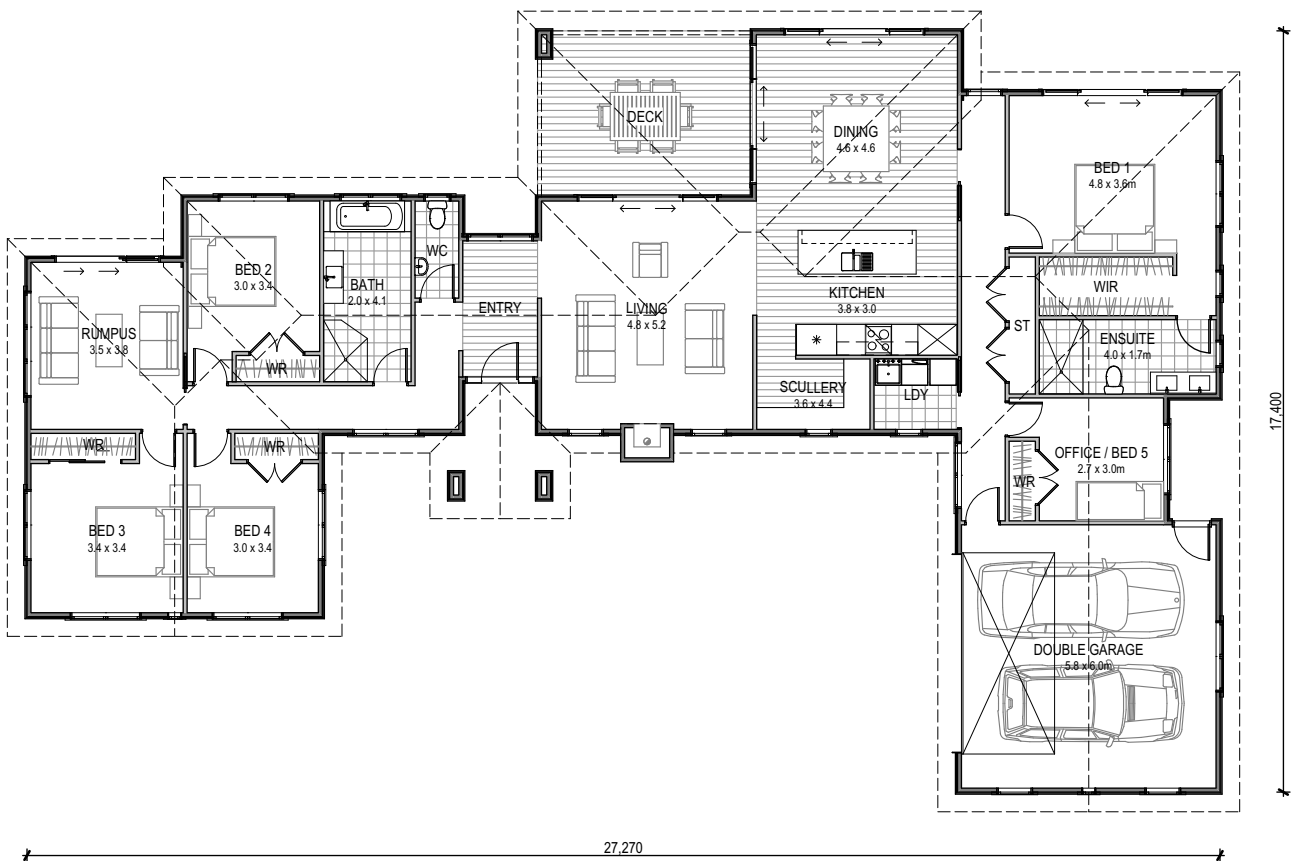 DECK
DINING
4.6 x 4.6
BED 1
4.8 x 3.6m
WC
BED 2
3.0 x 3.4
BATH
2.0 x 4.1
ENTRY
LIVING
4.8 x 5.2
KITCHEN
3.8 x 3.0
WIR
ST
RUMPUS
3.5 x 3.8
ENSUITE
4.0 x 1.7m
WR
SCULLERY
3.6 x 4.4
LDY
17,400
WR
WR
OFFICE / BED 5
2.7 x 3.0m
WR
BED 3
3.4 x 3.4
BED 4
3.0 x 3.4
DOUBLE GARAGE
5.8 x 6.0m
27,270